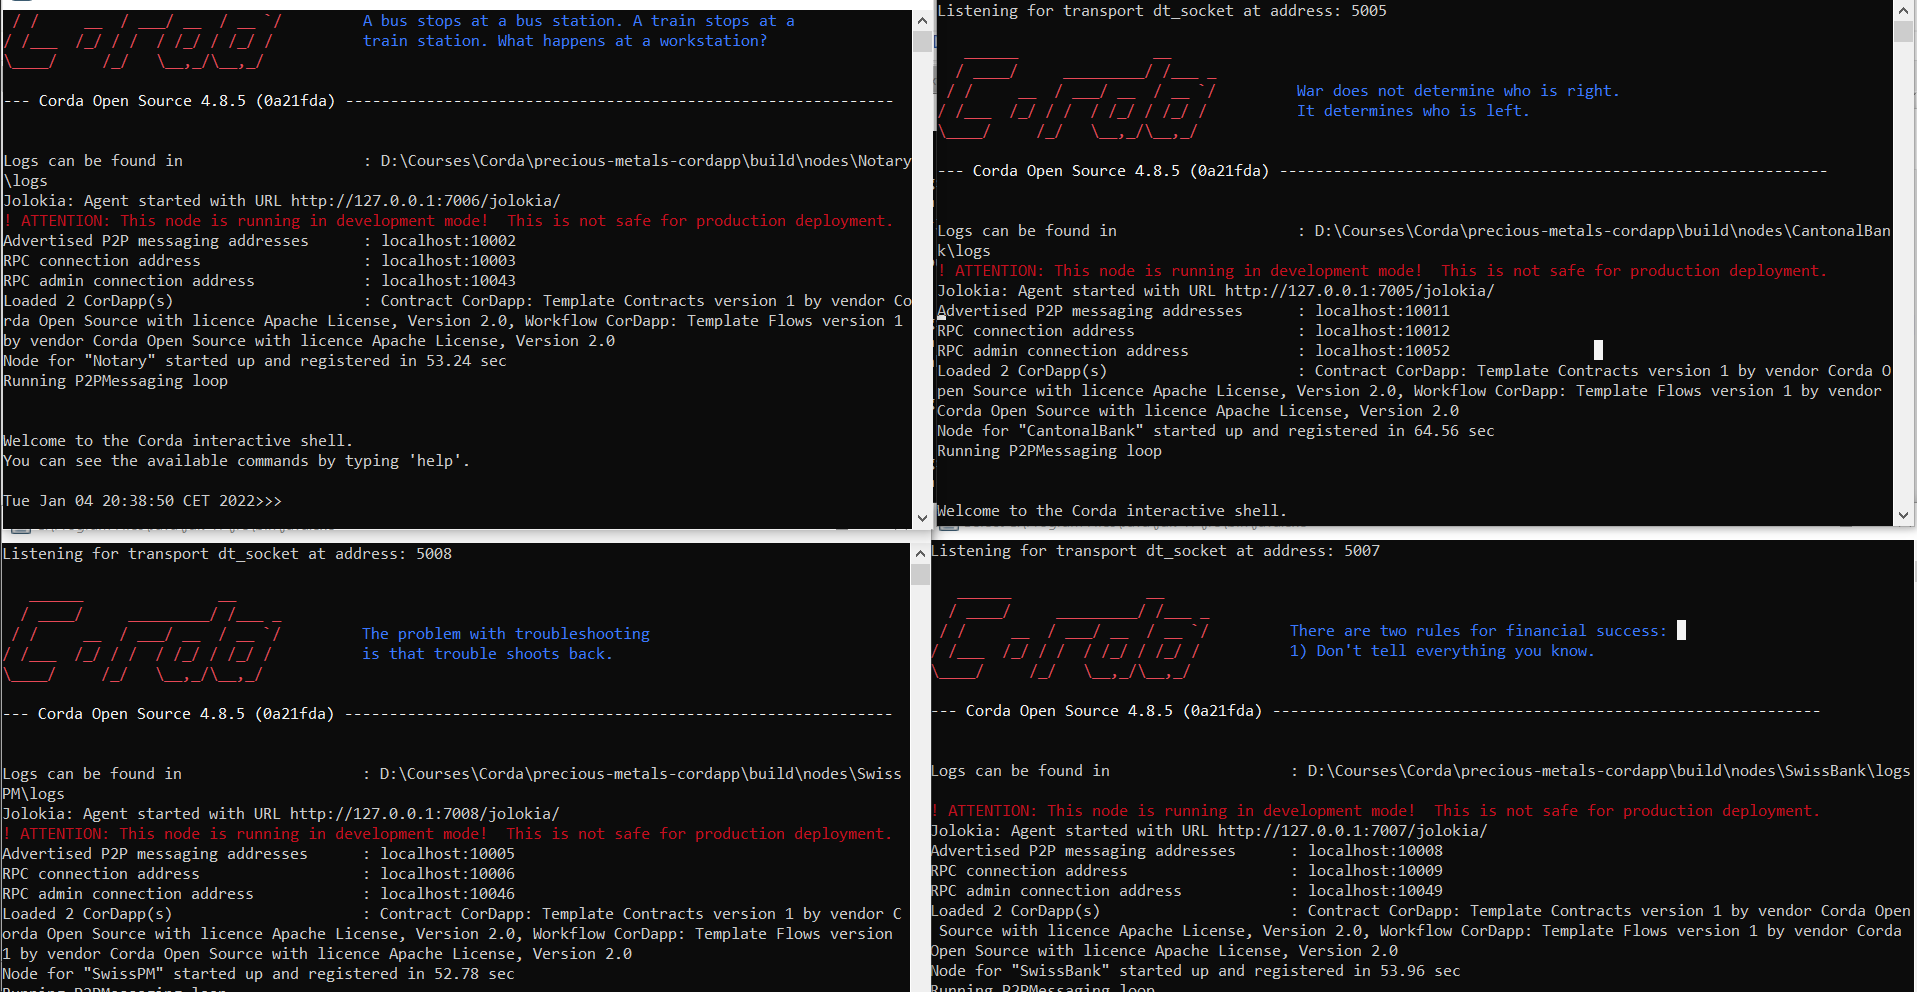 A bus stops at a bus station. A train stops at a
train station. What happens at a workstation?
--- Corda Open Source 4.8.5 (0a21fda) -------------------------------------------------------------
Logs can be found in : D:\Courses\Corda\precious-metals-cordapp\build\nodes\Notary
\logs
Jolokia: Agent started with URL http://127.0.0.1:7006/jolokia/
! ATTENTION: This node is running in development mode!  This is not safe for production deployment.
Advertised P2P messaging addresses : localhost:10002
RPC connection address : localhost:10003
RPC admin connection address : localhost:10043
Loaded 2 CorDapp(s) : Contract CorDapp: Template Contracts version 1 by vendor Co
rda Open Source with licence Apache License, Version 2.0, Workflow CorDapp: Template Flows version 1
by vendor Corda Open Source with licence Apache License, Version 2.0
Node for "Notary" started up and registered in 53.24 sec
Running P2PMessaging loop
Welcome to the Corda interactive shell.
You can see the available commands by typing 'help'.
Tue Jan 04 20:38:50 CET 2022>>>
Listening for transport dt_socket at address: 5005
Corda
War does not determine who is right.
It determines who is left.
--- Corda Open Source 4.8.5 (0a21fda) -------------------------------------------------------------
Logs can be found in : D:\Courses\Corda\precious-metals-cordapp\build\nodes\CantonalBan
k\logs
! ATTENTION: This node is running in development mode!  This is not safe for production deployment.
Jolokia: Agent started with URL http://127.0.0.1:7005/jolokia/
Advertised P2P messaging addresses : localhost:10011
RPC connection address : localhost:10012
RPC admin connection address : localhost:10052
Loaded 2 CorDapp(s) : Contract CorDapp: Template Contracts version 1 by vendor Corda O
pen Source with licence Apache License, Version 2.0, Workflow CorDapp: Template Flows version 1 by vendor
Corda Open Source with licence Apache License, Version 2.0
Node for "CantonalBank" started up and registered in 64.56 sec
Running P2PMessaging loop
Welcome to the Corda interactive shell.
Listening for transport dt_socket at address: 5008
Corda
The problem with troubleshooting
is that trouble shoots back.
--- Corda Open Source 4.8.5 (0a21fda) -------------------------------------------------------------
Logs can be found in : D:\Courses\Corda\precious-metals-cordapp\build\nodes\Swiss
PM\logs
Jolokia: Agent started with URL http://127.0.0.1:7008/jolokia/
! ATTENTION: This node is running in development mode!  This is not safe for production deployment.
Advertised P2P messaging addresses : localhost:10005
RPC connection address : localhost:10006
RPC admin connection address : localhost:10046
Loaded 2 CorDapp(s) : Contract CorDapp: Template Contracts version 1 by vendor C
orda Open Source with licence Apache License, Version 2.0, Workflow CorDapp: Template Flows version
1 by vendor Corda Open Source with licence Apache License, Version 2.0
Node for "SwissPM" started up and registered in 52.78 sec
Running P2PMessaging loop
Listening for transport dt_socket at address: 5007
Corda
There are two rules for financial success:
1) Don't tell everything you know.
--- Corda Open Source 4.8.5 (0a21fda) -------------------------------------------------------------
Logs can be found in : D:\Courses\Corda\precious-metals-cordapp\build\nodes\SwissBank\logs
! ATTENTION: This node is running in development mode!  This is not safe for production deployment.
Jolokia: Agent started with URL http://127.0.0.1:7007/jolokia/
Advertised P2P messaging addresses : localhost:10008
RPC connection address : localhost:10009
RPC admin connection address : localhost:10049
Loaded 2 CorDapp(s) : Contract CorDapp: Template Contracts version 1 by vendor Corda Open
Source with licence Apache License, Version 2.0, Workflow CorDapp: Template Flows version 1 by vendor Corda
Open Source with licence Apache License, Version 2.0
Node for "SwissBank" started up and registered in 53.96 sec
Running P2PMessaging loop